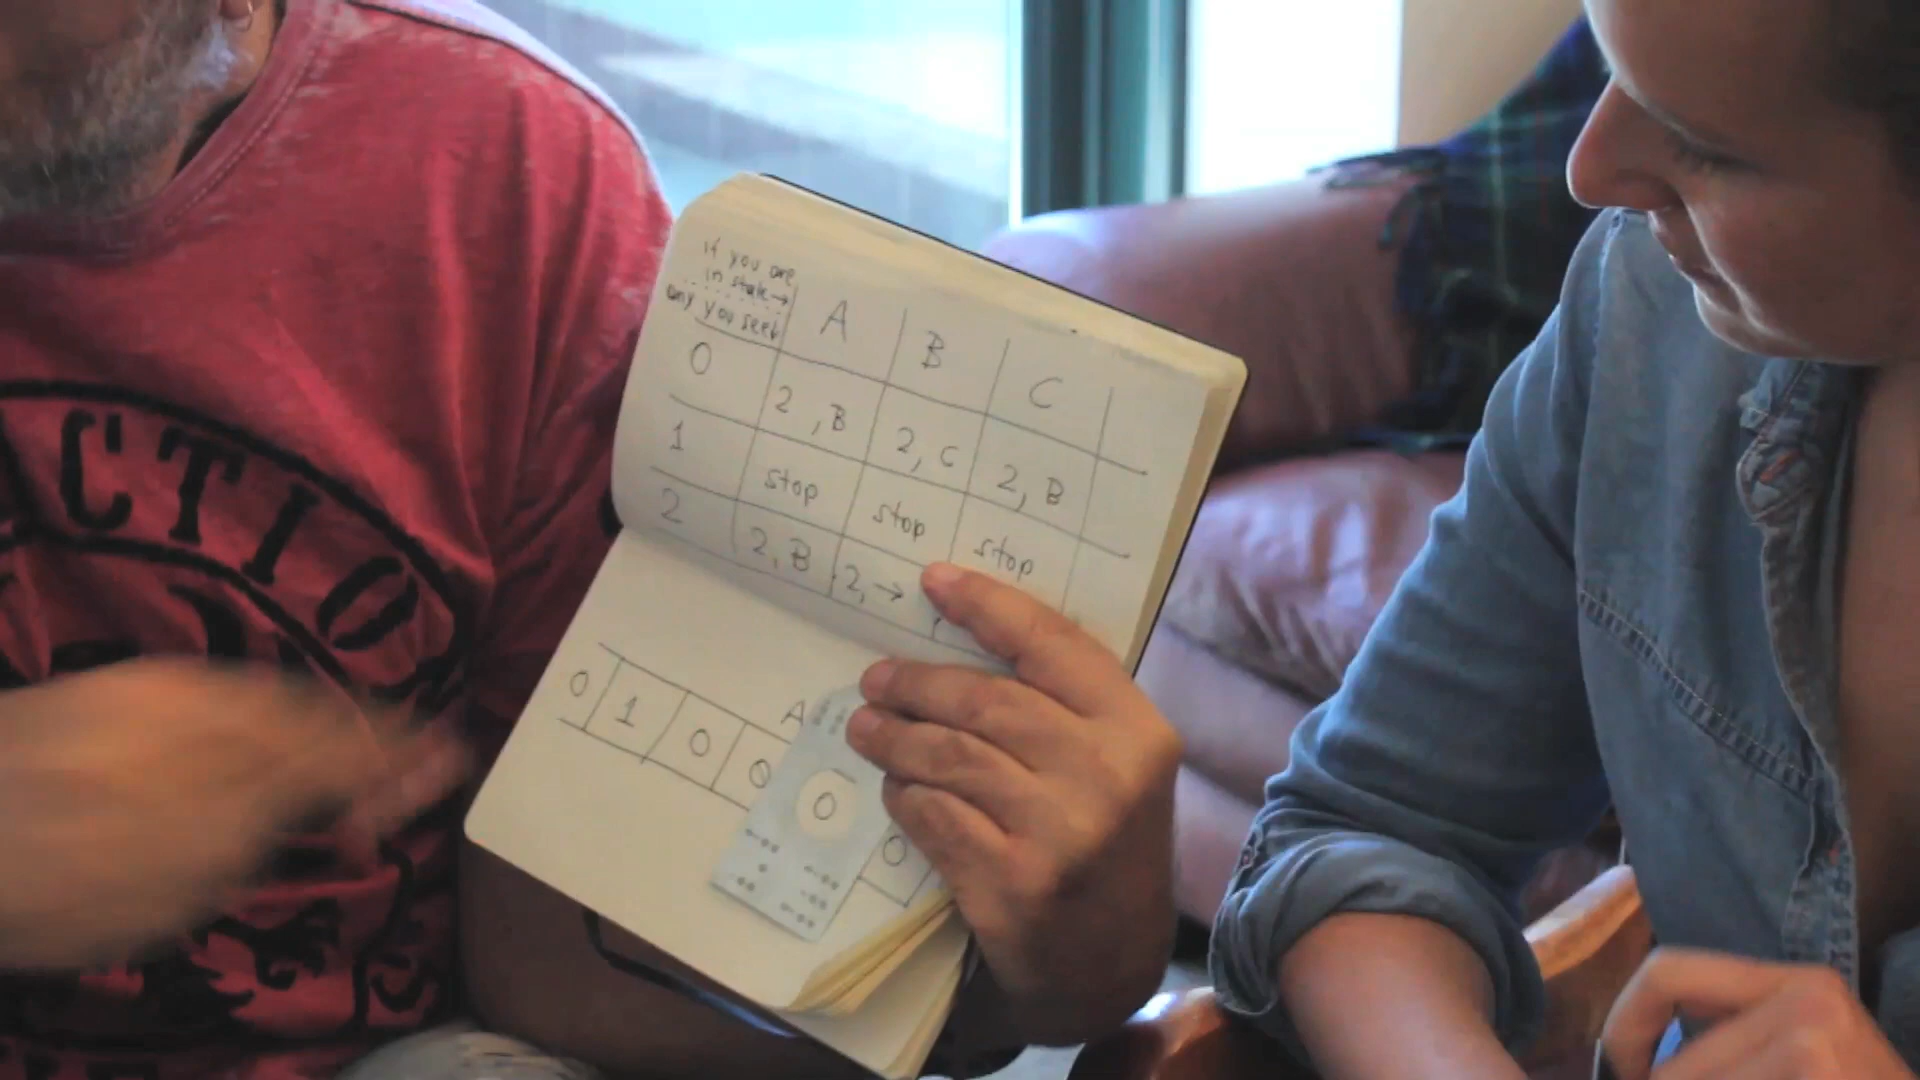 CTIO
if you are
in state→
any you see↓
A B C
0 2, B 2, C 2, B
1 stop stop stop
2 2, B 2, →
A
0 1 0 0 0 0